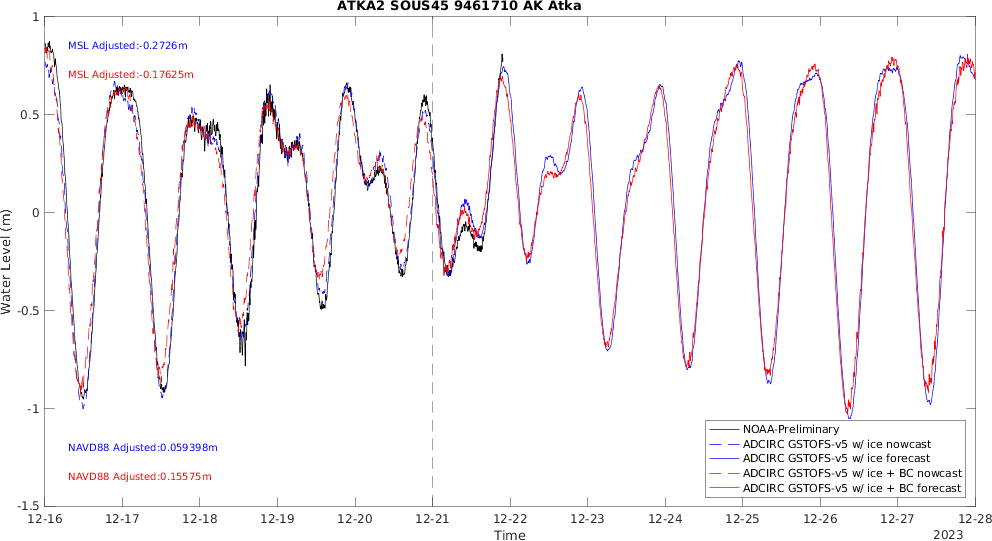 ATKA2 SOUS45 9461710 AK Atka
1
0.5
0
-0.5
-1
-1.5
Water Level (m)
MSL Adjusted:-0.2726m
MSL Adjusted:-0.17625m
NAVD88 Adjusted:0.059398m
NAVD88 Adjusted:0.15575m
NOAA-Preliminary
ADCIRC GSTOFS-v5 w/ ice nowcast
ADCIRC GSTOFS-v5 w/ ice forecast
ADCIRC GSTOFS-v5 w/ ice + BC nowcast
ADCIRC GSTOFS-v5 w/ ice + BC forecast
12-16 12-17 12-18 12-19 12-20 12-21 12-22 12-23 12-24 12-25 12-26 12-27 12-28
Time
2023